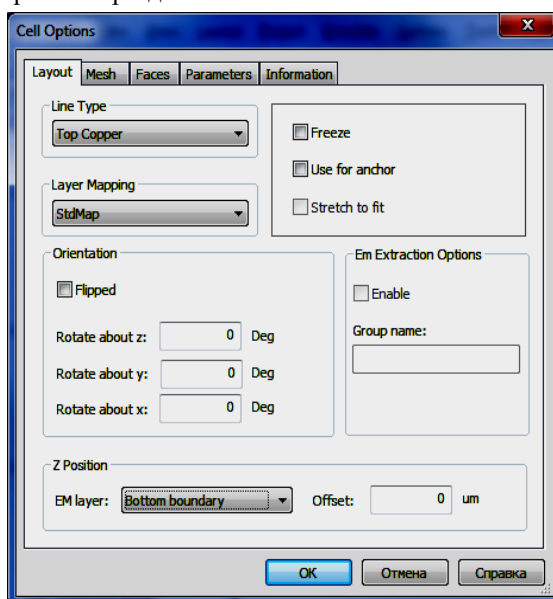 Cell Options
Layout Mesh Faces Parameters Information
Line Type
Top Copper
Layer Mapping
StdMap
Freeze
Use for anchor
Stretch to fit
Orientation
Flipped
Rotate about z: 0 Deg
Rotate about y: 0 Deg
Rotate about x: 0 Deg
Em Extraction Options
Enable
Group name:
Z Position
EM layer: Bottom boundary Offset: 0 um
OK Отмена Справка